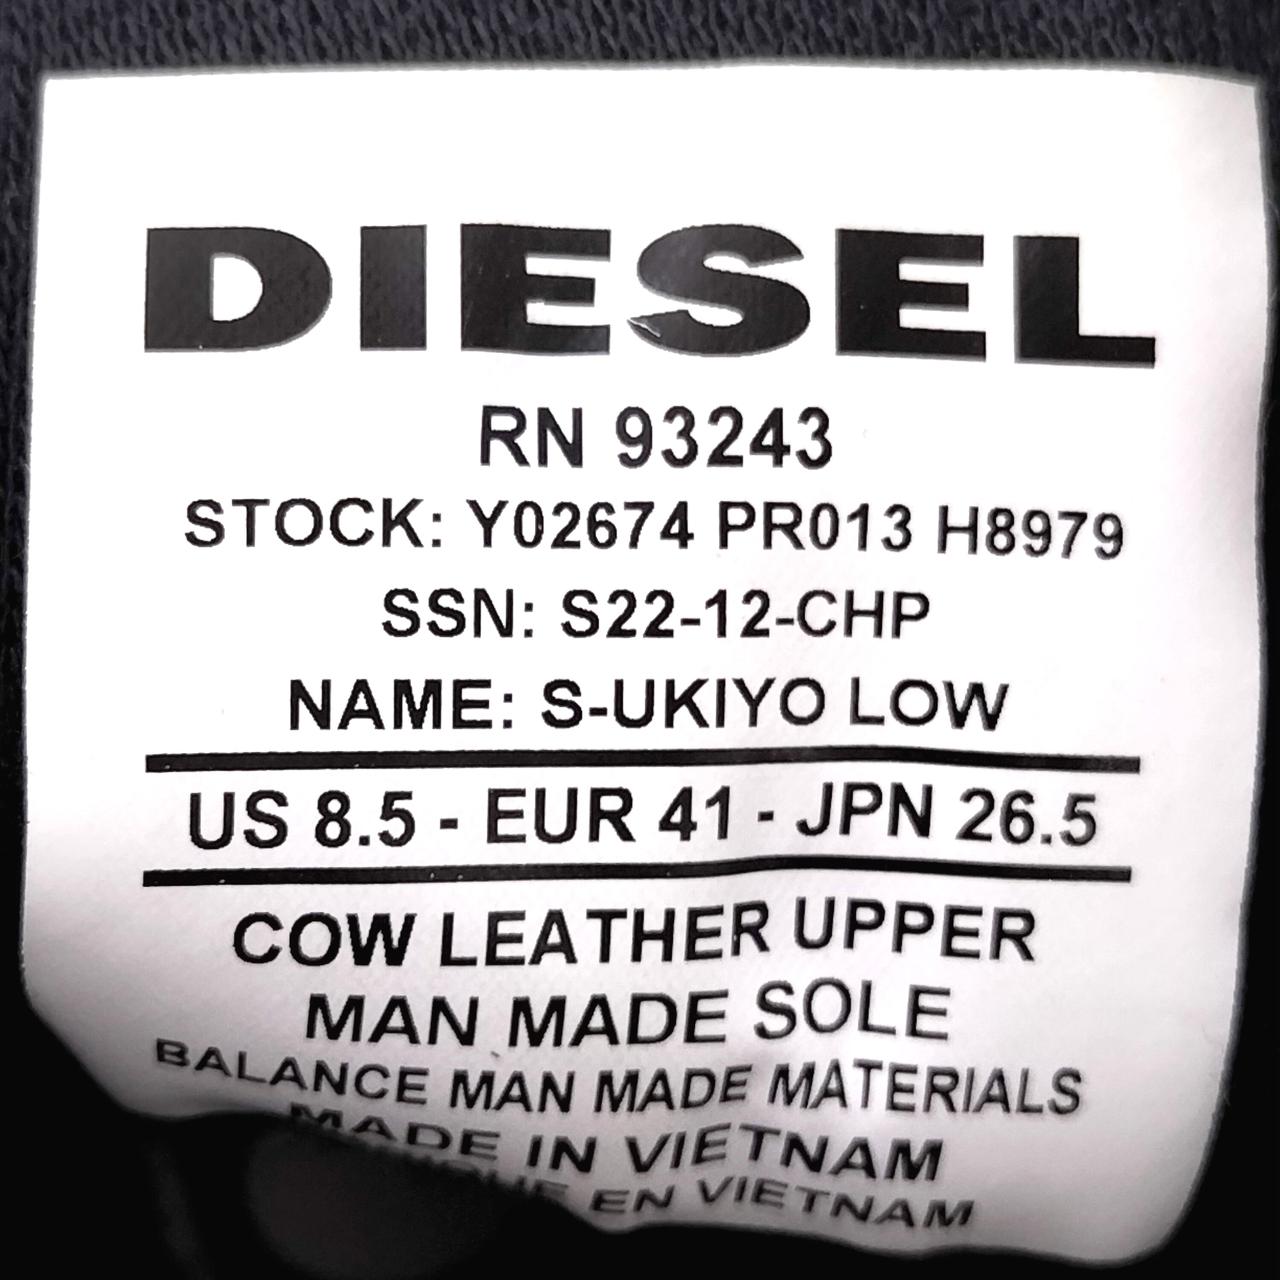 DIESEL
RN 93243
STOCK: Y02674 PR013 H8979
SSN: S22-12-CHP
NAME: S-UKIYO LOW
US 8.5 - EUR 41 - JPN 26.5
COW LEATHER UPPER
MAN MADE SOLE
BALANCE MAN MADE MATERIALS
MADE IN VIETNAM
EN VIETNAM